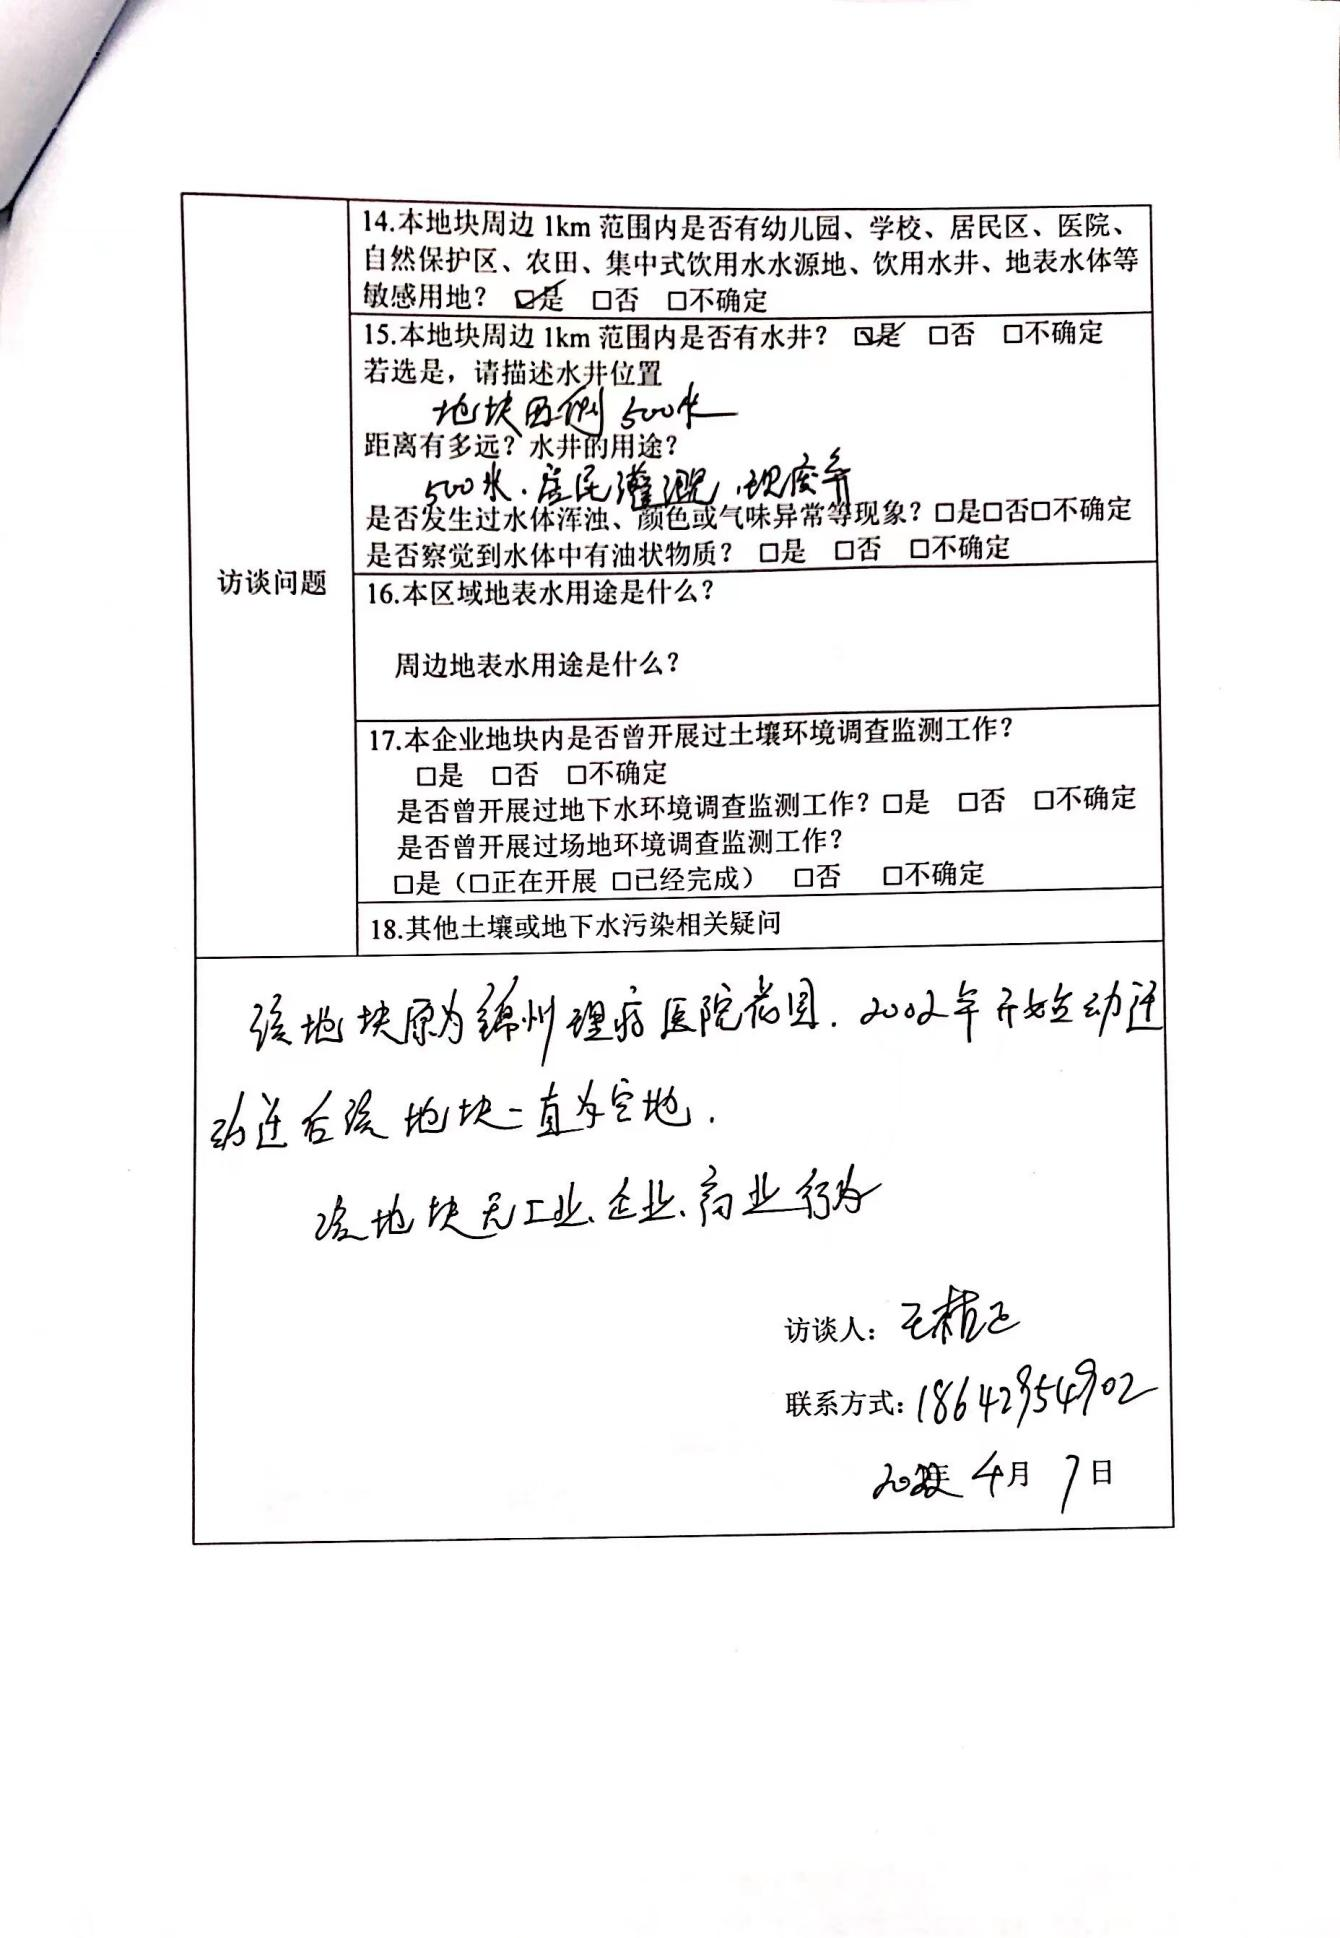 14.本地块周边 1km 范围内是否有幼儿园、学校、居民区、医院、
自然保护区、农田、集中式饮用水水源地、饮用水井、地表水体等
敏感用地？ ☑是 □否 □不确定
15.本地块周边 1km 范围内是否有水井？ ☑是 □否 □不确定
若选是，请描述水井位置
地块西侧 500米
距离有多远？水井的用途？
500米.居民灌溉.现废弃
是否发生过水体浑浊、颜色或气味异常等现象？□是□否□不确定
是否察觉到水体中有油状物质？ □是 □否 □不确定
访谈问题
16.本区域地表水用途是什么？
周边地表水用途是什么？
17.本企业地块内是否曾开展过土壤环境调查监测工作？
□是 □否 □不确定
是否曾开展过地下水环境调查监测工作？□是 □否 □不确定
是否曾开展过场地环境调查监测工作？
□是（□正在开展 □已经完成） □否 □不确定
18.其他土壤或地下水污染相关疑问
该地块原为锦州理疗医院范围. 2002年开始动迁
动迁后该地块一直为空地.
该地块无工业、企业、商业行为
访谈人：王
联系方式：18642954902
年 4月 7日